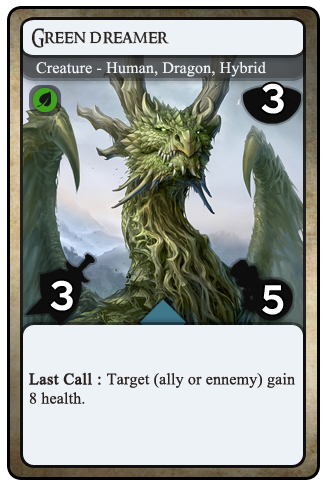 Green dreamer
Creature - Human, Dragon, Hybrid
3
3
5
Last Call : Target (ally or ennemy) gain
8 health.